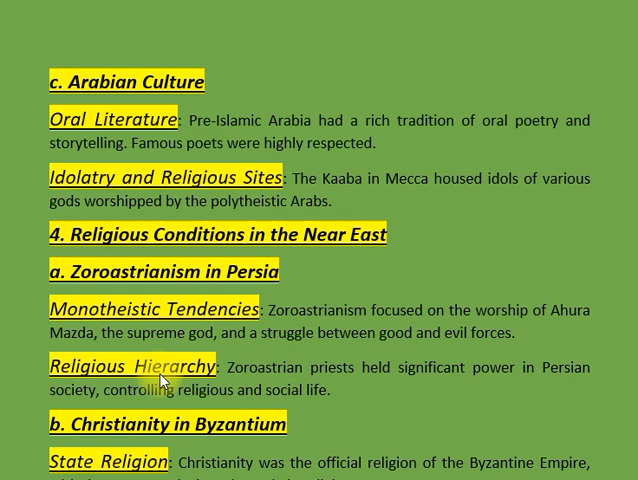 c. Arabian Culture
Oral Literature: Pre-Islamic Arabia had a rich tradition of oral poetry and
storytelling. Famous poets were highly respected.
Idolatry and Religious Sites: The Kaaba in Mecca housed idols of various
gods worshipped by the polytheistic Arabs.
4. Religious Conditions in the Near East
a. Zoroastrianism in Persia
Monotheistic Tendencies: Zoroastrianism focused on the worship of Ahura
Mazda, the supreme god, and a struggle between good and evil forces.
Religious Hierarchy: Zoroastrian priests held significant power in Persian
society, controlling religious and social life.
b. Christianity in Byzantium
State Religion: Christianity was the official religion of the Byzantine Empire,